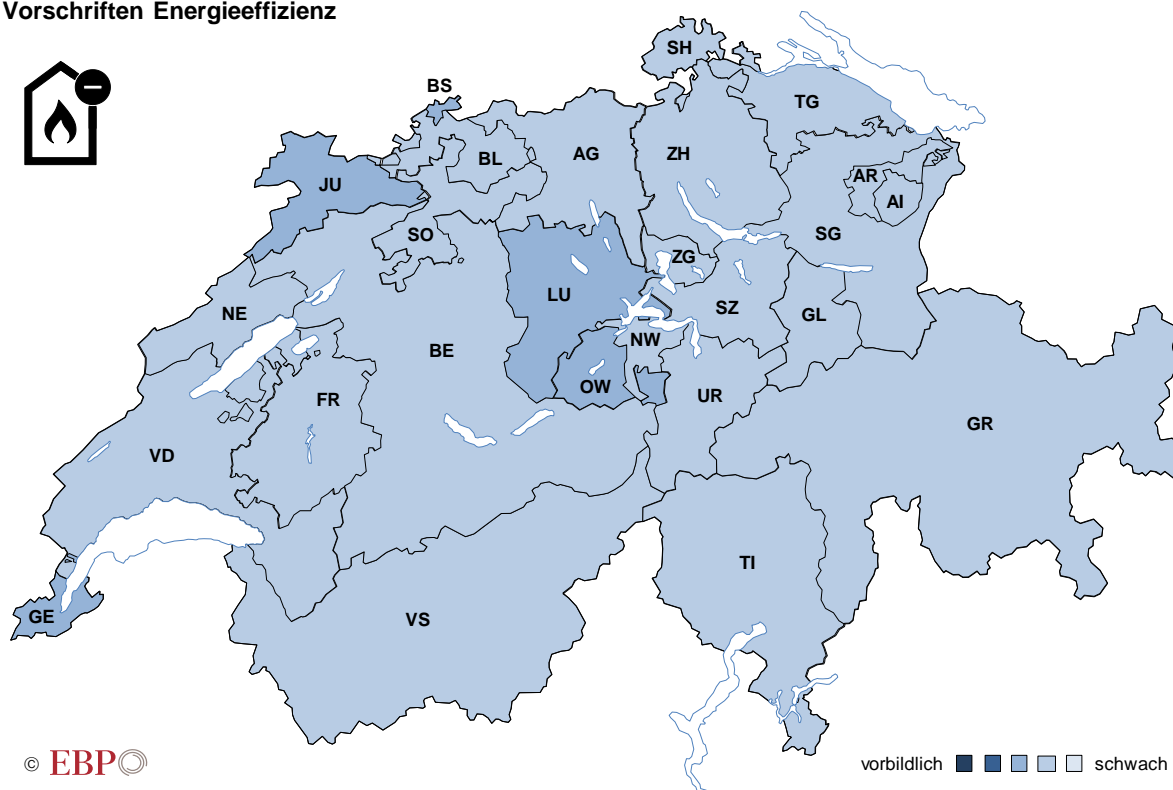 Vorschriften Energieeffizienz
SH
BS
TG
BL
AG
ZH
JU
AR
AI
SO
SG
ZG
LU
SZ
GL
NE
NW
BE
OW
UR
FR
GR
VD
TI
GE
VS
© EBP
vorbildlich schwach